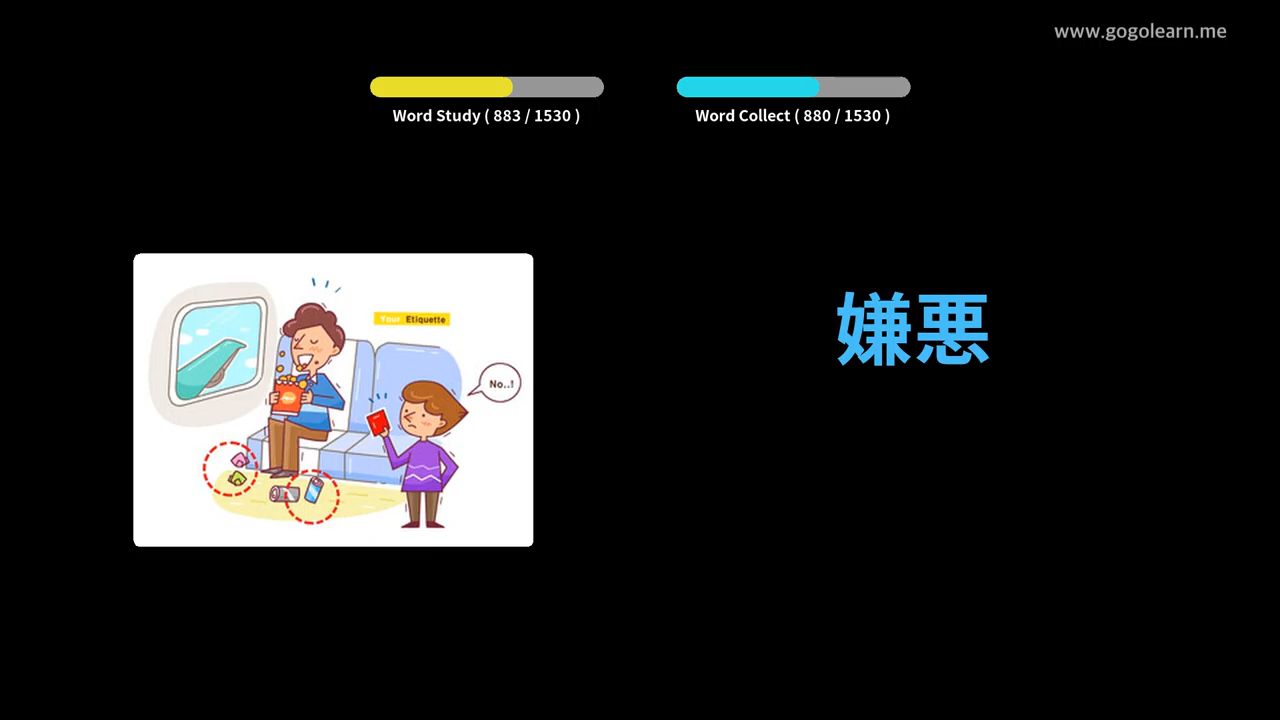 www.gogolearn.me
Word Study ( 883 / 1530 )
Word Collect ( 880 / 1530 )
Your Etiquette
No..!
嫌悪